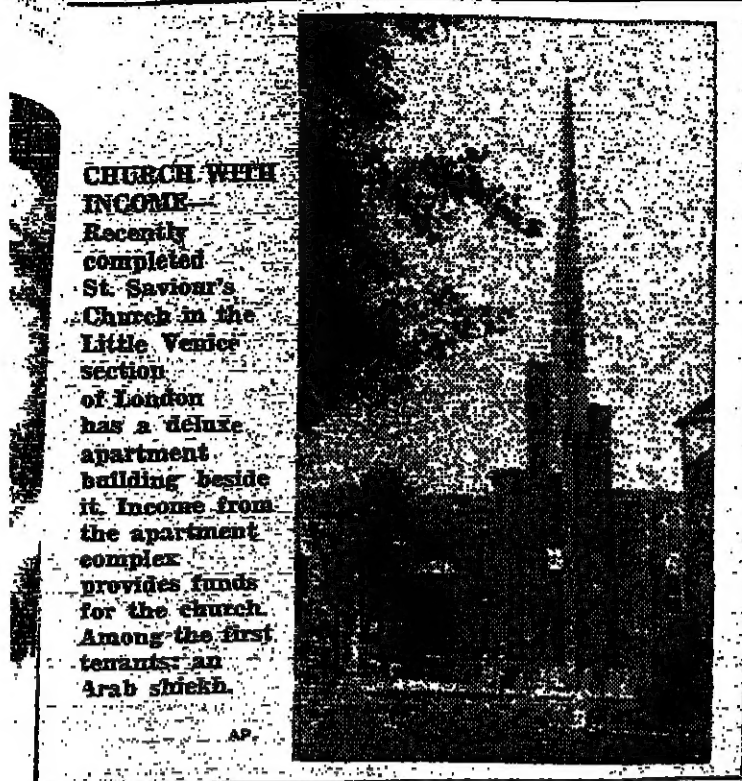 CHURCH WITH
INCOME—
Recently
completed
St. Saviour's
Church in the
Little Venice
section
of London
has a deluxe
apartment
building beside
it. Income from
the apartment
complex
provides funds
for the church.
Among the first
tenants: an
Arab shiekh.
AP.